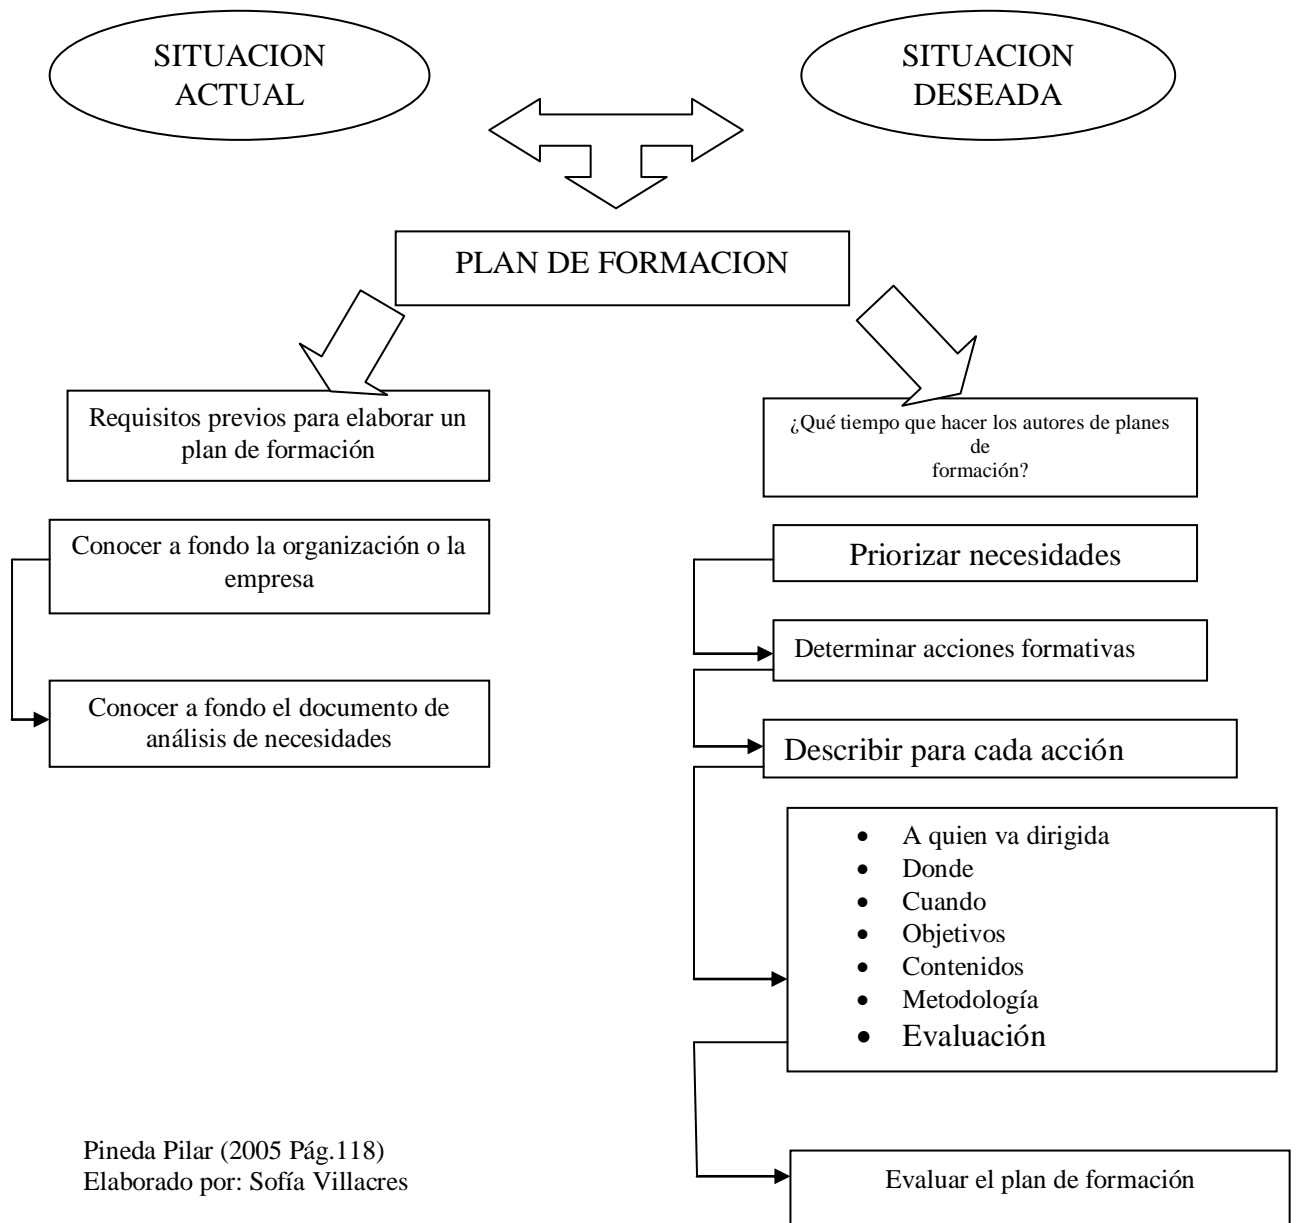 SITUACION
ACTUAL
SITUACION
DESEADA
PLAN DE FORMACION
Requisitos previos para elaborar un
plan de formación
Conocer a fondo la organización o la
empresa
Conocer a fondo el documento de
análisis de necesidades
¿Qué tiempo que hacer los autores de planes
de
formación?
Priorizar necesidades
Determinar acciones formativas
Describir para cada acción
• A quien va dirigida
• Donde
• Cuando
• Objetivos
• Contenidos
• Metodología
• Evaluación
Evaluar el plan de formación
Pineda Pilar (2005 Pág.118)
Elaborado por: Sofía Villacres